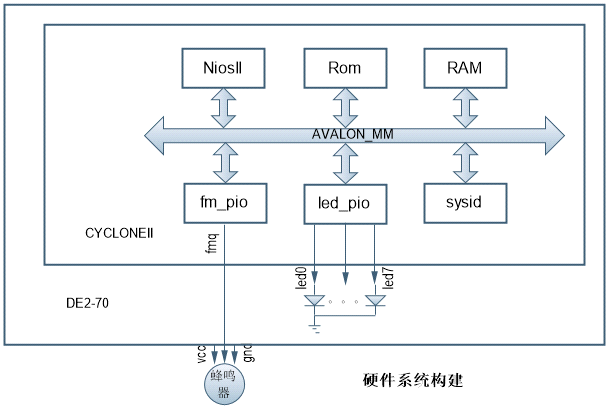 NiosII
Rom
RAM
AVALON_MM
fm_pio
led_pio
sysid
CYCLONEII
fmq
led0
led7
DE2-70
vcc
gnd
蜂鸣
器
硬件系统构建